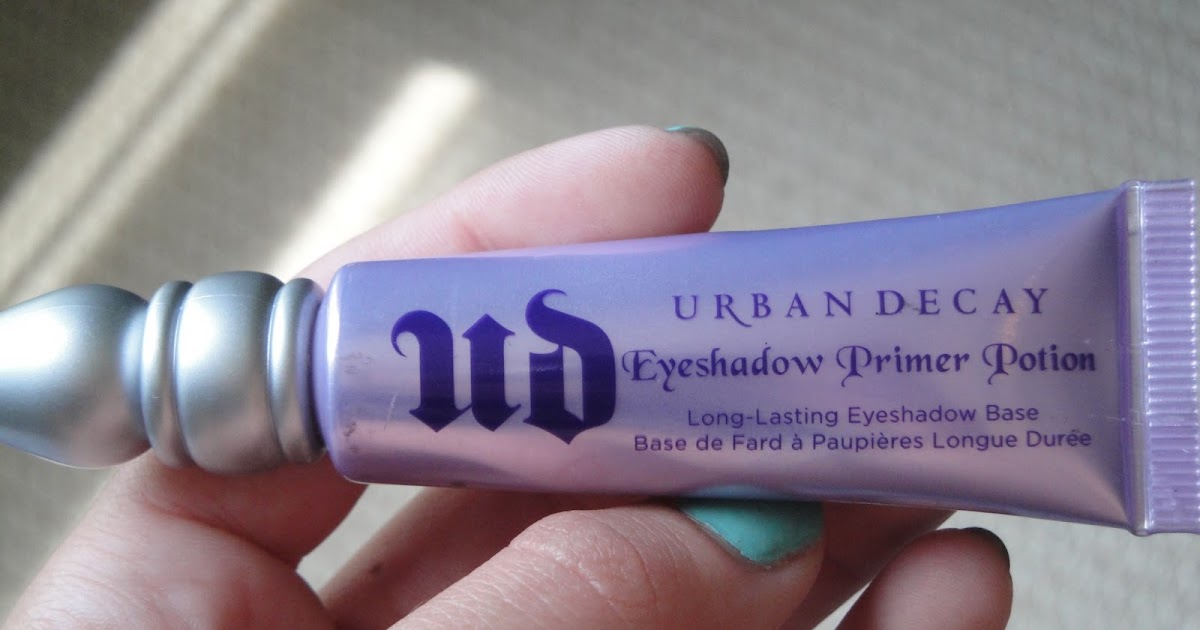 UD
URBAN DECAY
Eyeshadow Primer Potion
Long-Lasting Eyeshadow Base
Base de Fard à Paupières Longue Durée